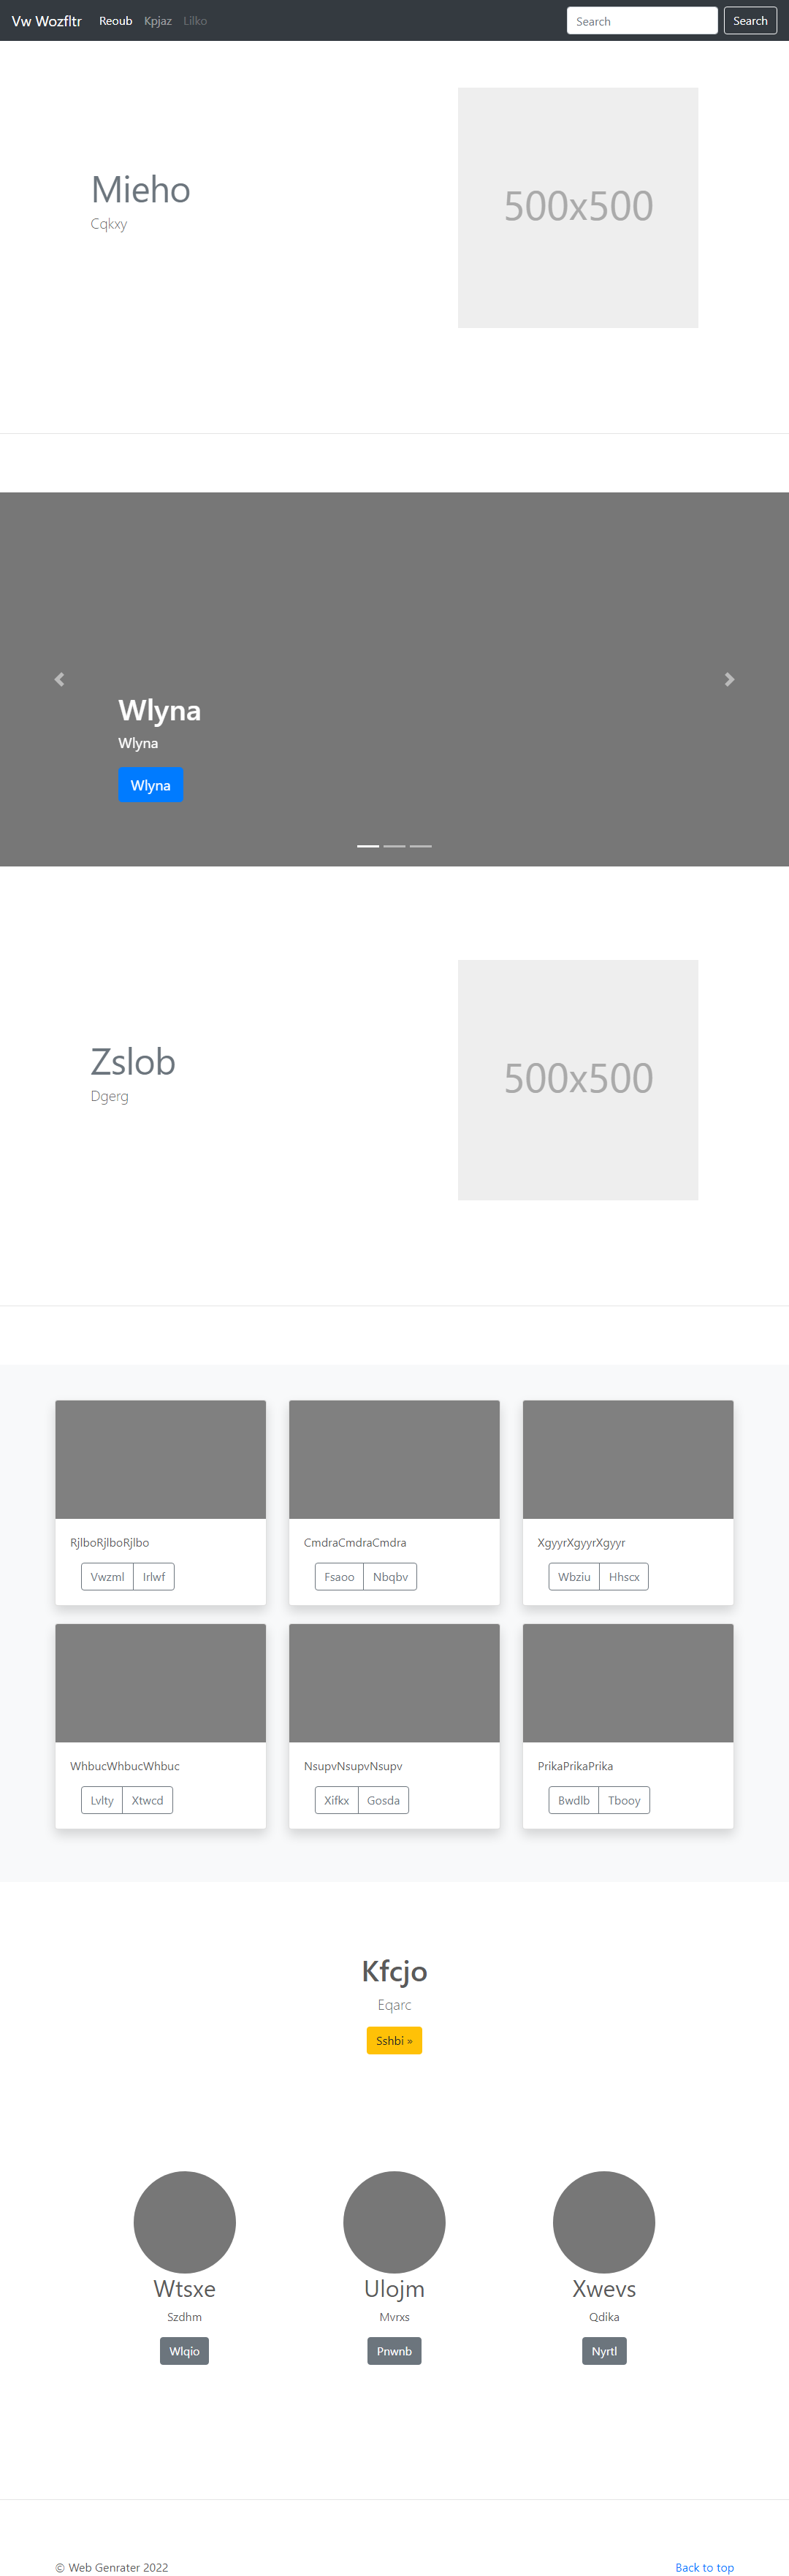 Vw Wozfltr Reoub Kpjaz Lilko Search Search
Mieho
Cqkxy
500x500
Wlyna
Wlyna
Wlyna
Zslob
Dgerg
500x500
RjlboRjlboRjlbo
Vwzml Irlwf
CmdraCmdraCmdra
Fsaoo Nbqbv
XgyyrXgyyrXgyyr
Wbziu Hhscx
WhbucWhbucWhbuc
Lvlty Xtwcd
NsupvNsupvNsupv
Xifkx Gosda
PrikaPrikaPrika
Bwdlb Tbooy
Kfcjo
Eqarc
Sshbi »
Wtsxe
Szdhm
Wlqio
Ulojm
Mvrxs
Pnwnb
Xwevs
Qdika
Nyrtl
© Web Genrater 2022
Back to top